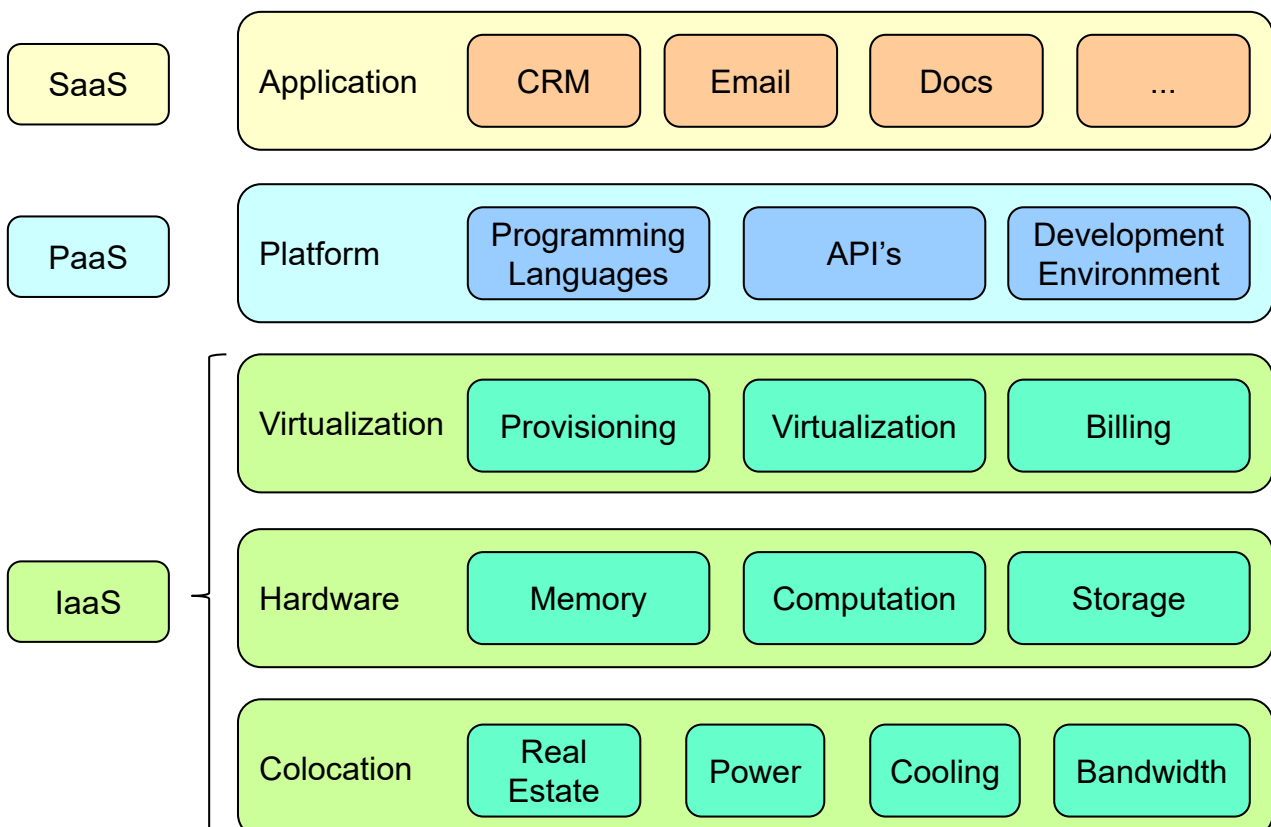 SaaS
Application
CRM
Email
Docs
...
PaaS
Platform
Programming
Languages
API’s
Development
Environment
Virtualization
Provisioning
Virtualization
Billing
IaaS
Hardware
Memory
Computation
Storage
Colocation
Real
Estate
Power
Cooling
Bandwidth